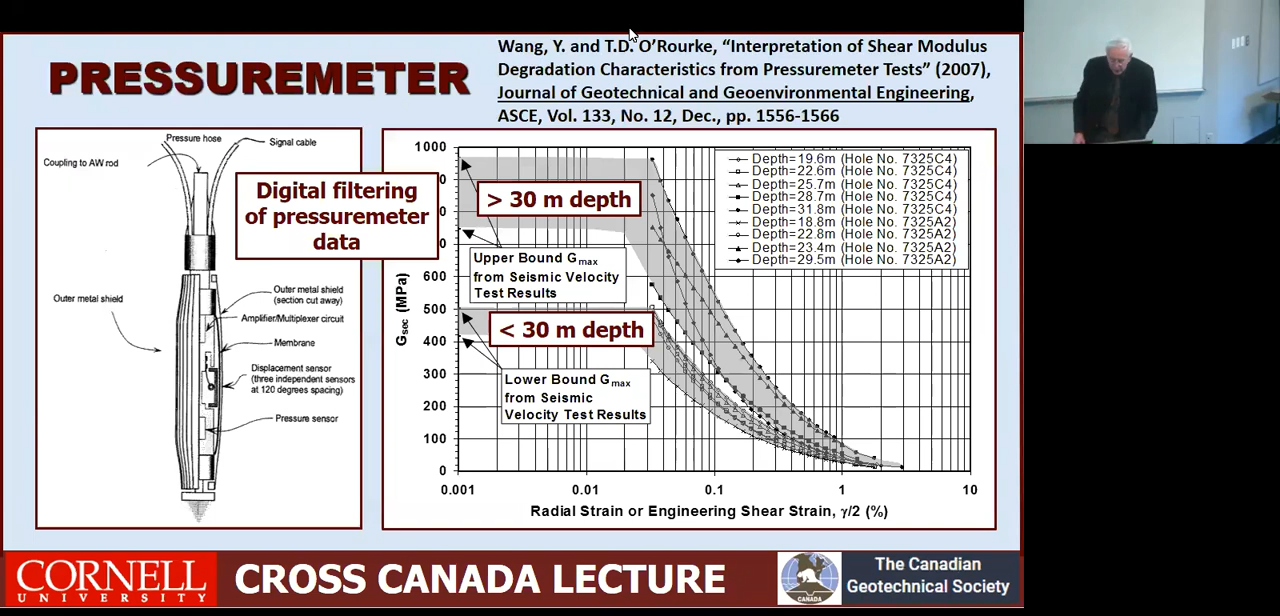 PRESSUREMETER
Wang, Y. and T.D. O’Rourke, “Interpretation of Shear Modulus
Degradation Characteristics from Pressuremeter Tests” (2007),
Journal of Geotechnical and Geoenvironmental Engineering,
ASCE, Vol. 133, No. 12, Dec., pp. 1556-1566
Pressure hose
Signal cable
Coupling to AW rod
Digital filtering
of pressuremeter
data
Outer metal shield
Outer metal shield
(section cut away)
Amplifier/Multiplexer circuit
Membrane
Displacement sensor
(three independent sensors
at 120 degrees spacing)
Pressure sensor
1000
600
500
400
300
200
100
0
Gsec (MPa)
> 30 m depth
Upper Bound Gmax
from Seismic Velocity
Test Results
< 30 m depth
Lower Bound Gmax
from Seismic
Velocity Test Results
Depth=19.6m (Hole No. 7325C4)
Depth=22.6m (Hole No. 7325C4)
Depth=25.7m (Hole No. 7325C4)
Depth=28.7m (Hole No. 7325C4)
Depth=31.8m (Hole No. 7325C4)
Depth=18.8m (Hole No. 7325A2)
Depth=22.8m (Hole No. 7325A2)
Depth=23.4m (Hole No. 7325A2)
Depth=29.5m (Hole No. 7325A2)
0.001 0.01 0.1 1 10
Radial Strain or Engineering Shear Strain, γ/2 (%)
CORNELL
UNIVERSITY
CROSS CANADA LECTURE
CANADA
The Canadian
Geotechnical Society